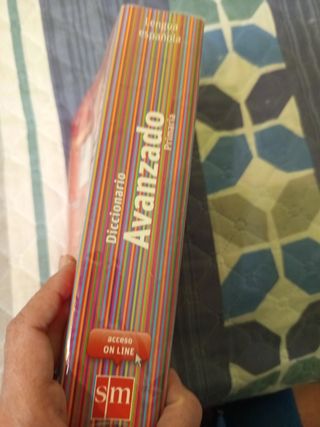 Lengua
española
Diccionario
Avanzado
Primaria
acceso
ON LINE
sm